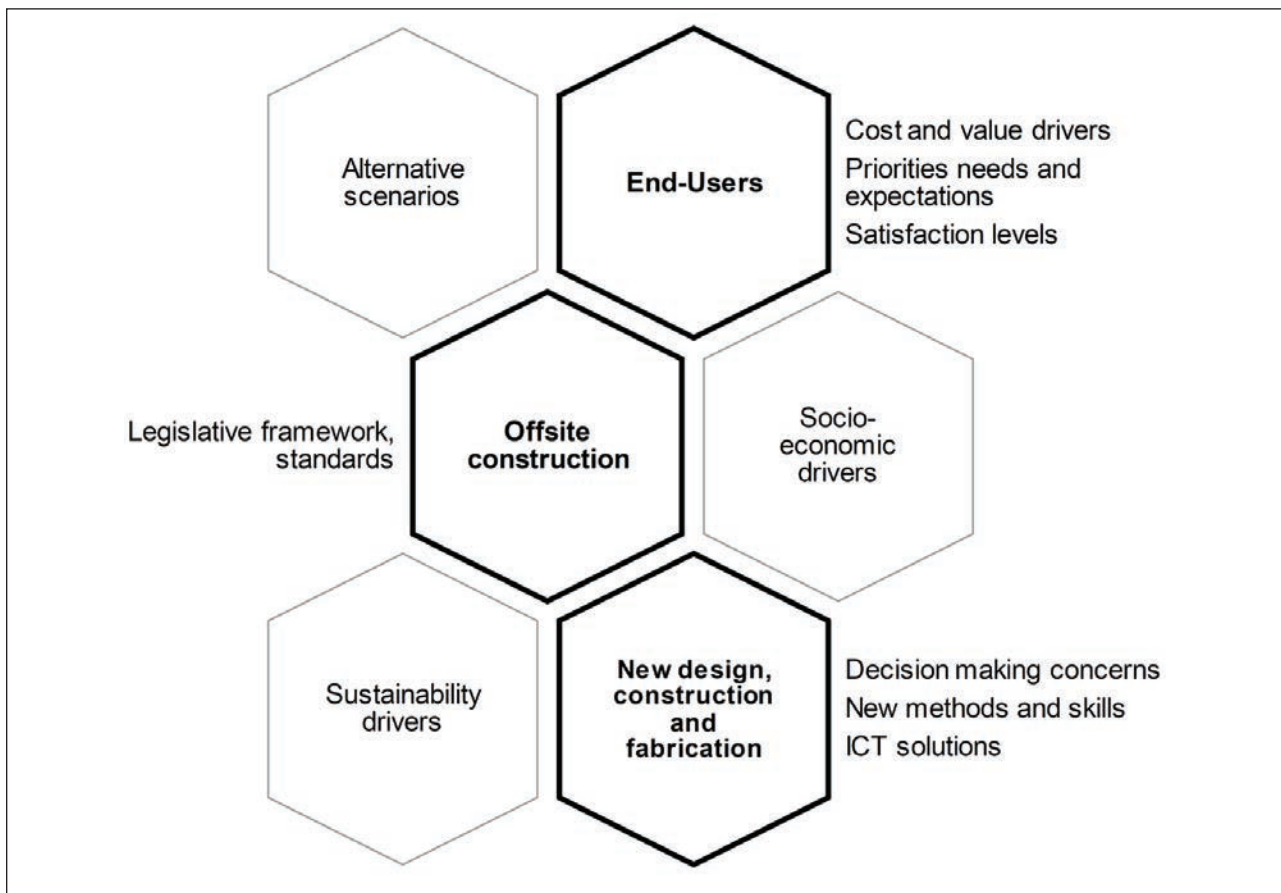 Alternative
scenarios
End-Users
Cost and value drivers
Priorities needs and
expectations
Satisfaction levels
Legislative framework,
standards
Offsite
construction
Socio-
economic
drivers
Sustainability
drivers
New design,
construction
and
fabrication
Decision making concerns
New methods and skills
ICT solutions